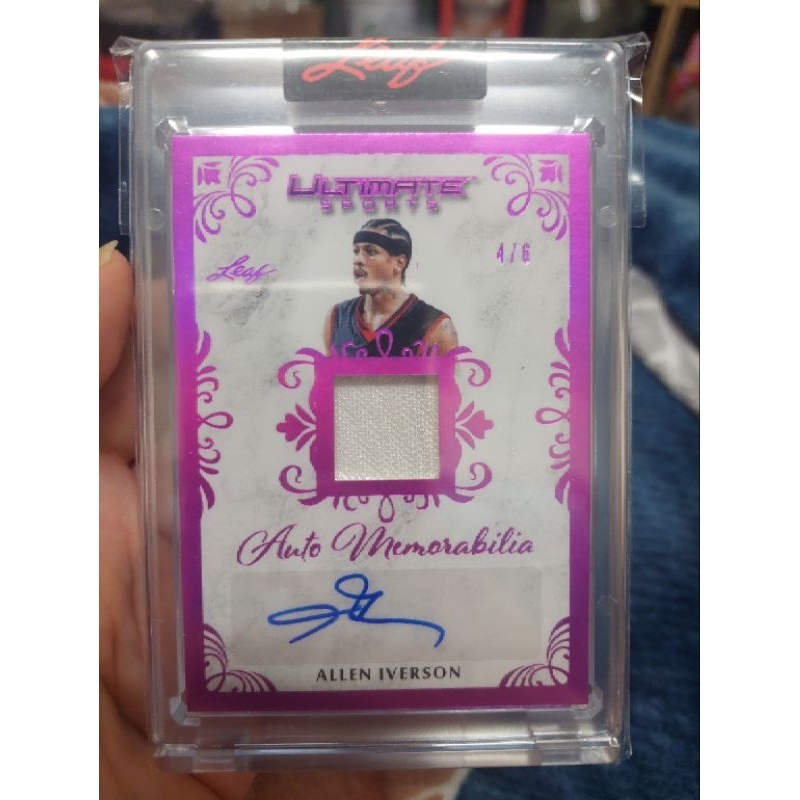 Leaf
ULTIMATE
SPORTS
Leaf
4/6
Auto Memorabilia
ALLEN IVERSON